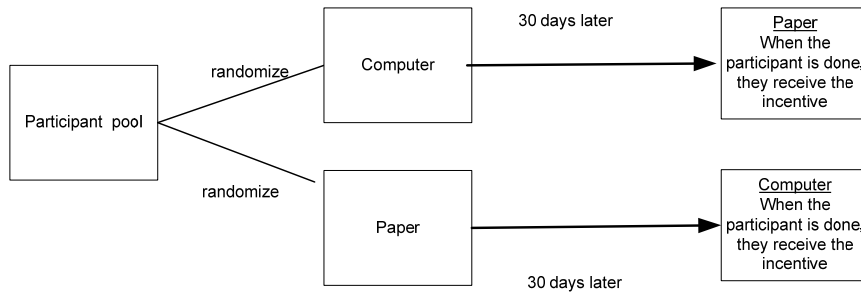 Participant pool
randomize
randomize
Computer
30 days later
Paper
When the
participant is done,
they receive the
incentive
Paper
30 days later
Computer
When the
participant is done,
they receive the
incentive